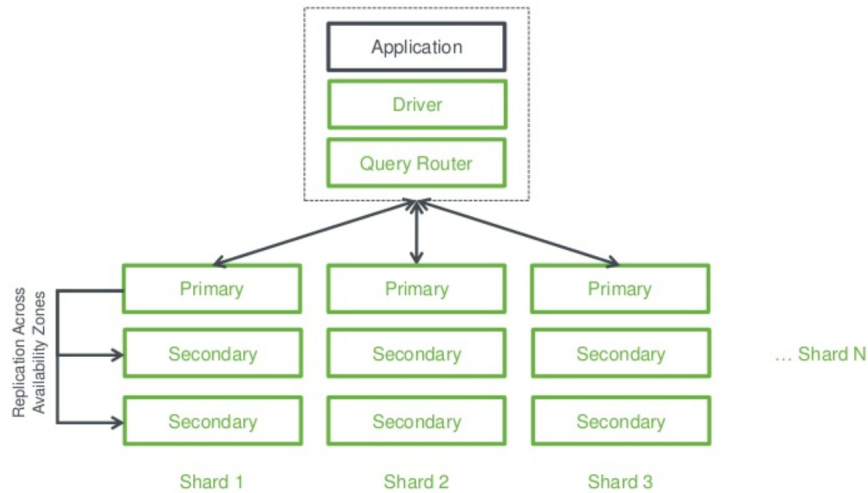 Application
Driver
Query Router
Primary
Primary
Primary
Replication Across
Availability Zones
Secondary
Secondary
Secondary
... Shard N
Secondary
Secondary
Secondary
Shard 1
Shard 2
Shard 3